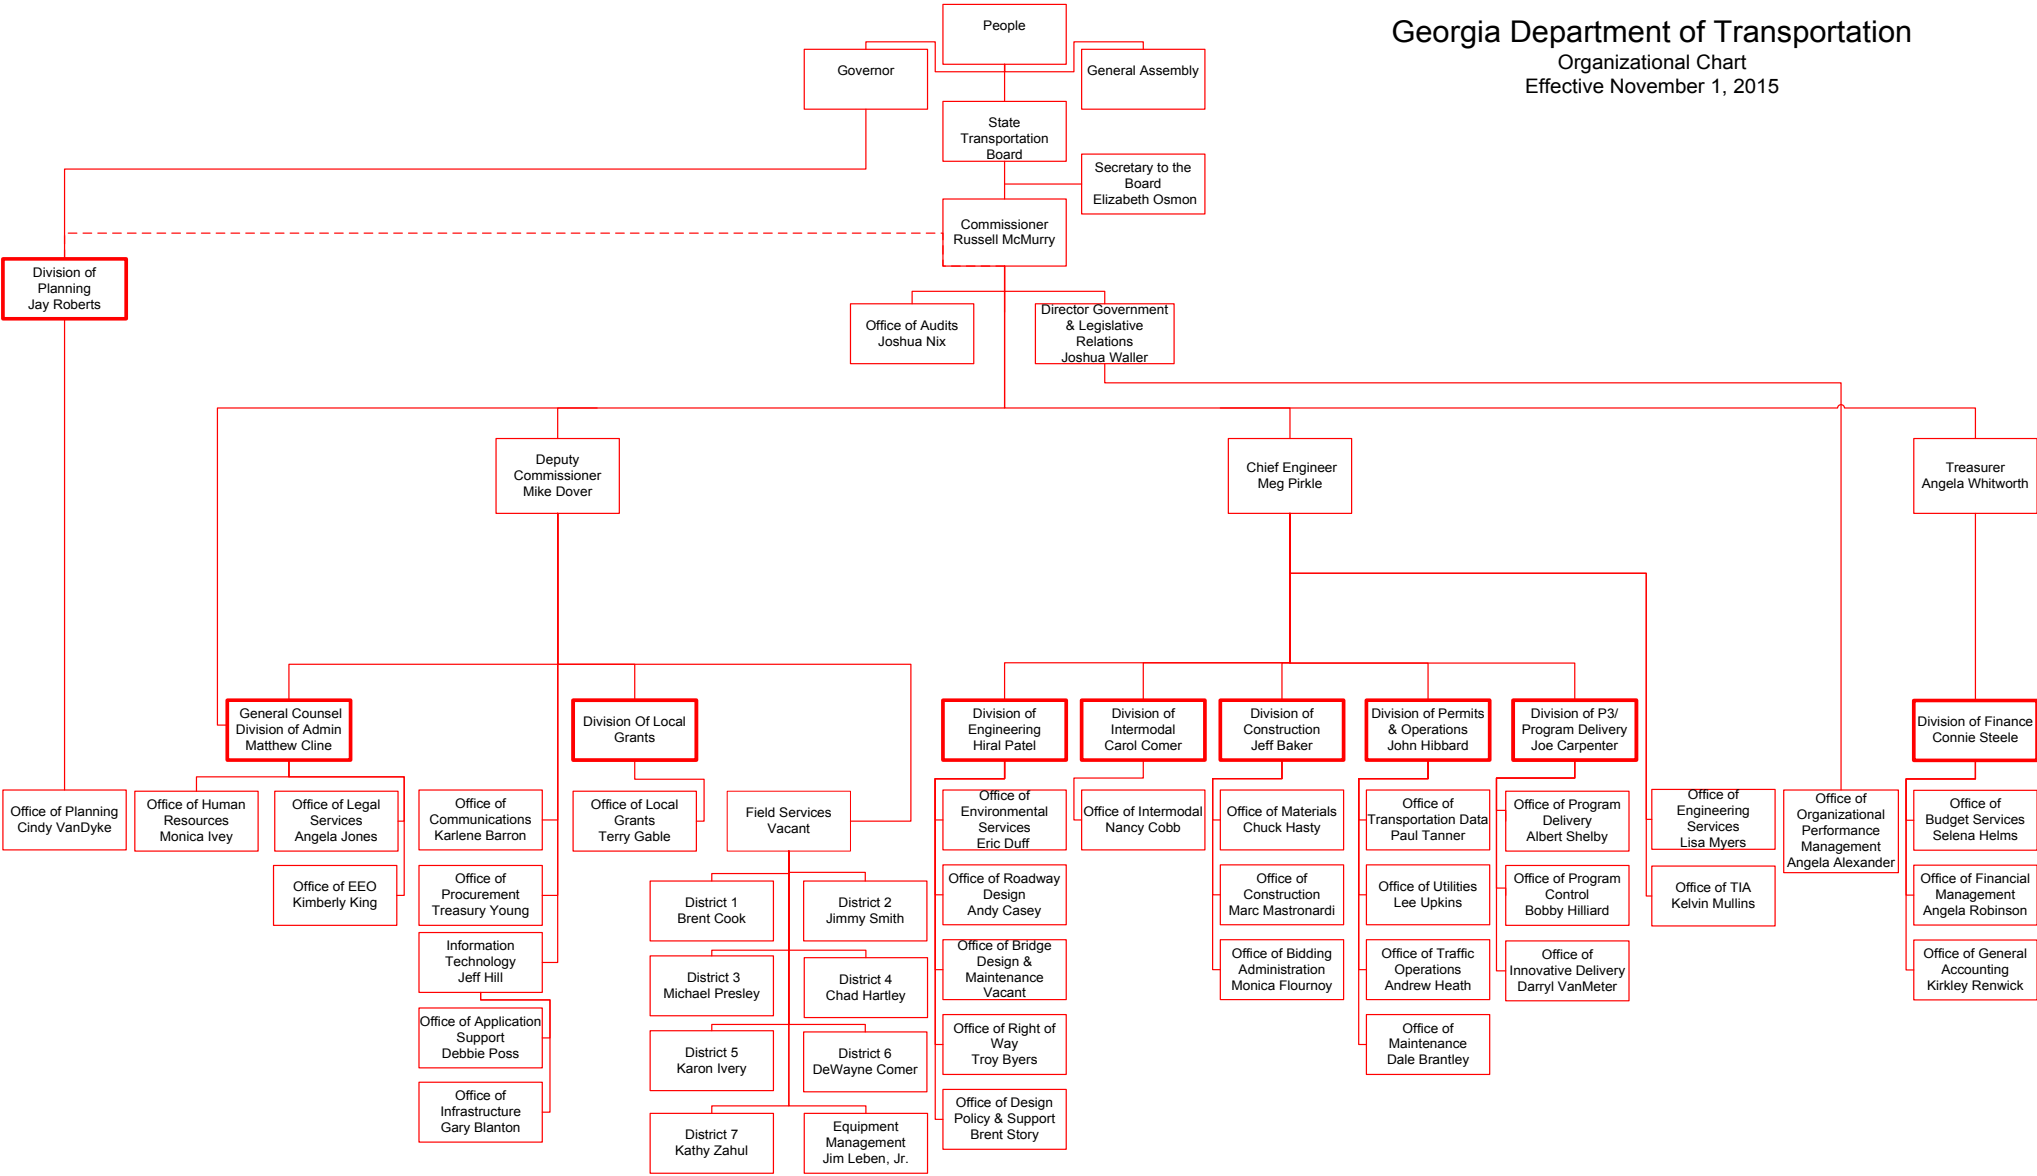 Georgia Department of Transportation
Organizational Chart
Effective November 1, 2015
People
Governor
General Assembly
State
Transportation
Board
Secretary to the
Board
Elizabeth Osmon
Commissioner
Russell McMurry
Division of
Planning
Jay Roberts
Office of Audits
Joshua Nix
Director Government
& Legislative
Relations
Joshua Waller
Deputy
Commissioner
Mike Dover
Chief Engineer
Meg Pirkle
Treasurer
Angela Whitworth
General Counsel
Division of Admin
Matthew Cline
Division Of Local
Grants
Division of
Engineering
Hiral Patel
Division of
Intermodal
Carol Comer
Division of
Construction
Jeff Baker
Division of Permits
& Operations
John Hibbard
Division of P3/
Program Delivery
Joe Carpenter
Division of Finance
Connie Steele
Office of Planning
Cindy VanDyke
Office of Human
Resources
Monica Ivey
Office of Legal
Services
Angela Jones
Office of
Communications
Karlene Barron
Office of Local
Grants
Terry Gable
Field Services
Vacant
Office of
Environmental
Services
Eric Duff
Office of Intermodal
Nancy Cobb
Office of Materials
Chuck Hasty
Office of
Transportation Data
Paul Tanner
Office of Program
Delivery
Albert Shelby
Office of
Engineering
Services
Lisa Myers
Office of
Organizational
Performance
Management
Angela Alexander
Office of
Budget Services
Selena Helms
Office of EEO
Kimberly King
Office of
Procurement
Treasury Young
District 1
Brent Cook
District 2
Jimmy Smith
Office of Roadway
Design
Andy Casey
Office of
Construction
Marc Mastronardi
Office of Utilities
Lee Upkins
Office of Program
Control
Bobby Hilliard
Office of TIA
Kelvin Mullins
Office of Financial
Management
Angela Robinson
Information
Technology
Jeff Hill
District 3
Michael Presley
District 4
Chad Hartley
Office of Bridge
Design &
Maintenance
Vacant
Office of Bidding
Administration
Monica Flournoy
Office of Traffic
Operations
Andrew Heath
Office of
Innovative Delivery
Darryl VanMeter
Office of General
Accounting
Kirkley Renwick
Office of Application
Support
Debbie Poss
District 5
Karon Ivery
District 6
DeWayne Comer
Office of Right of
Way
Troy Byers
Office of
Maintenance
Dale Brantley
Office of
Infrastructure
Gary Blanton
District 7
Kathy Zahul
Equipment
Management
Jim Leben, Jr.
Office of Design
Policy & Support
Brent Story